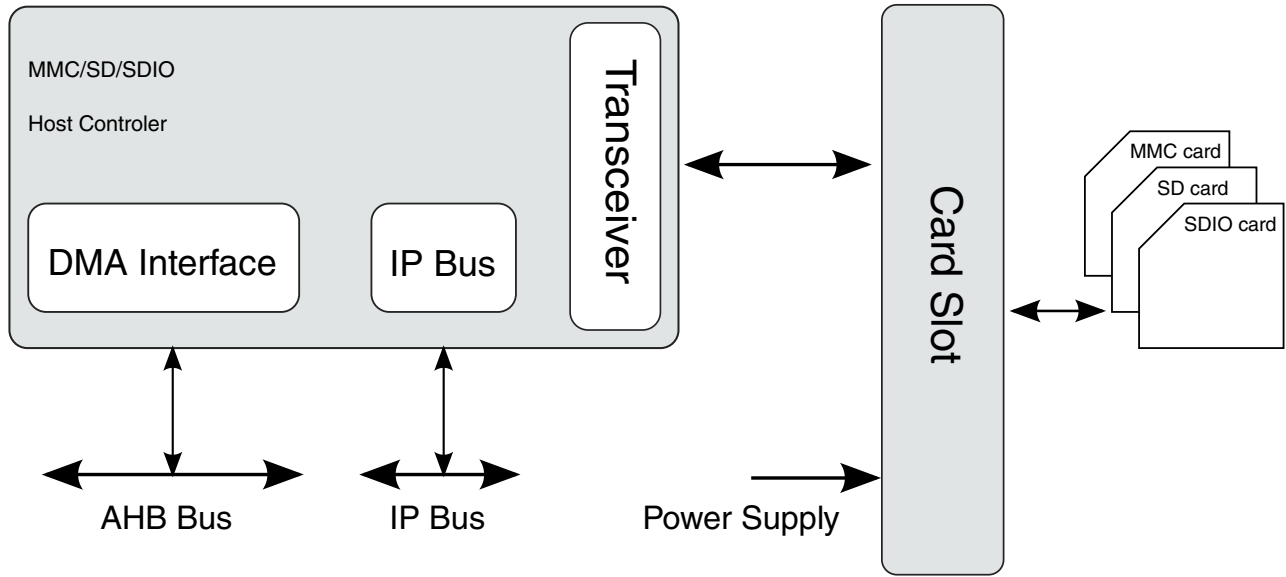 MMC/SD/SDIO
Host Controler
Transceiver
DMA Interface
IP Bus
Card Slot
MMC card
SD card
SDIO card
AHB Bus
IP Bus
Power Supply